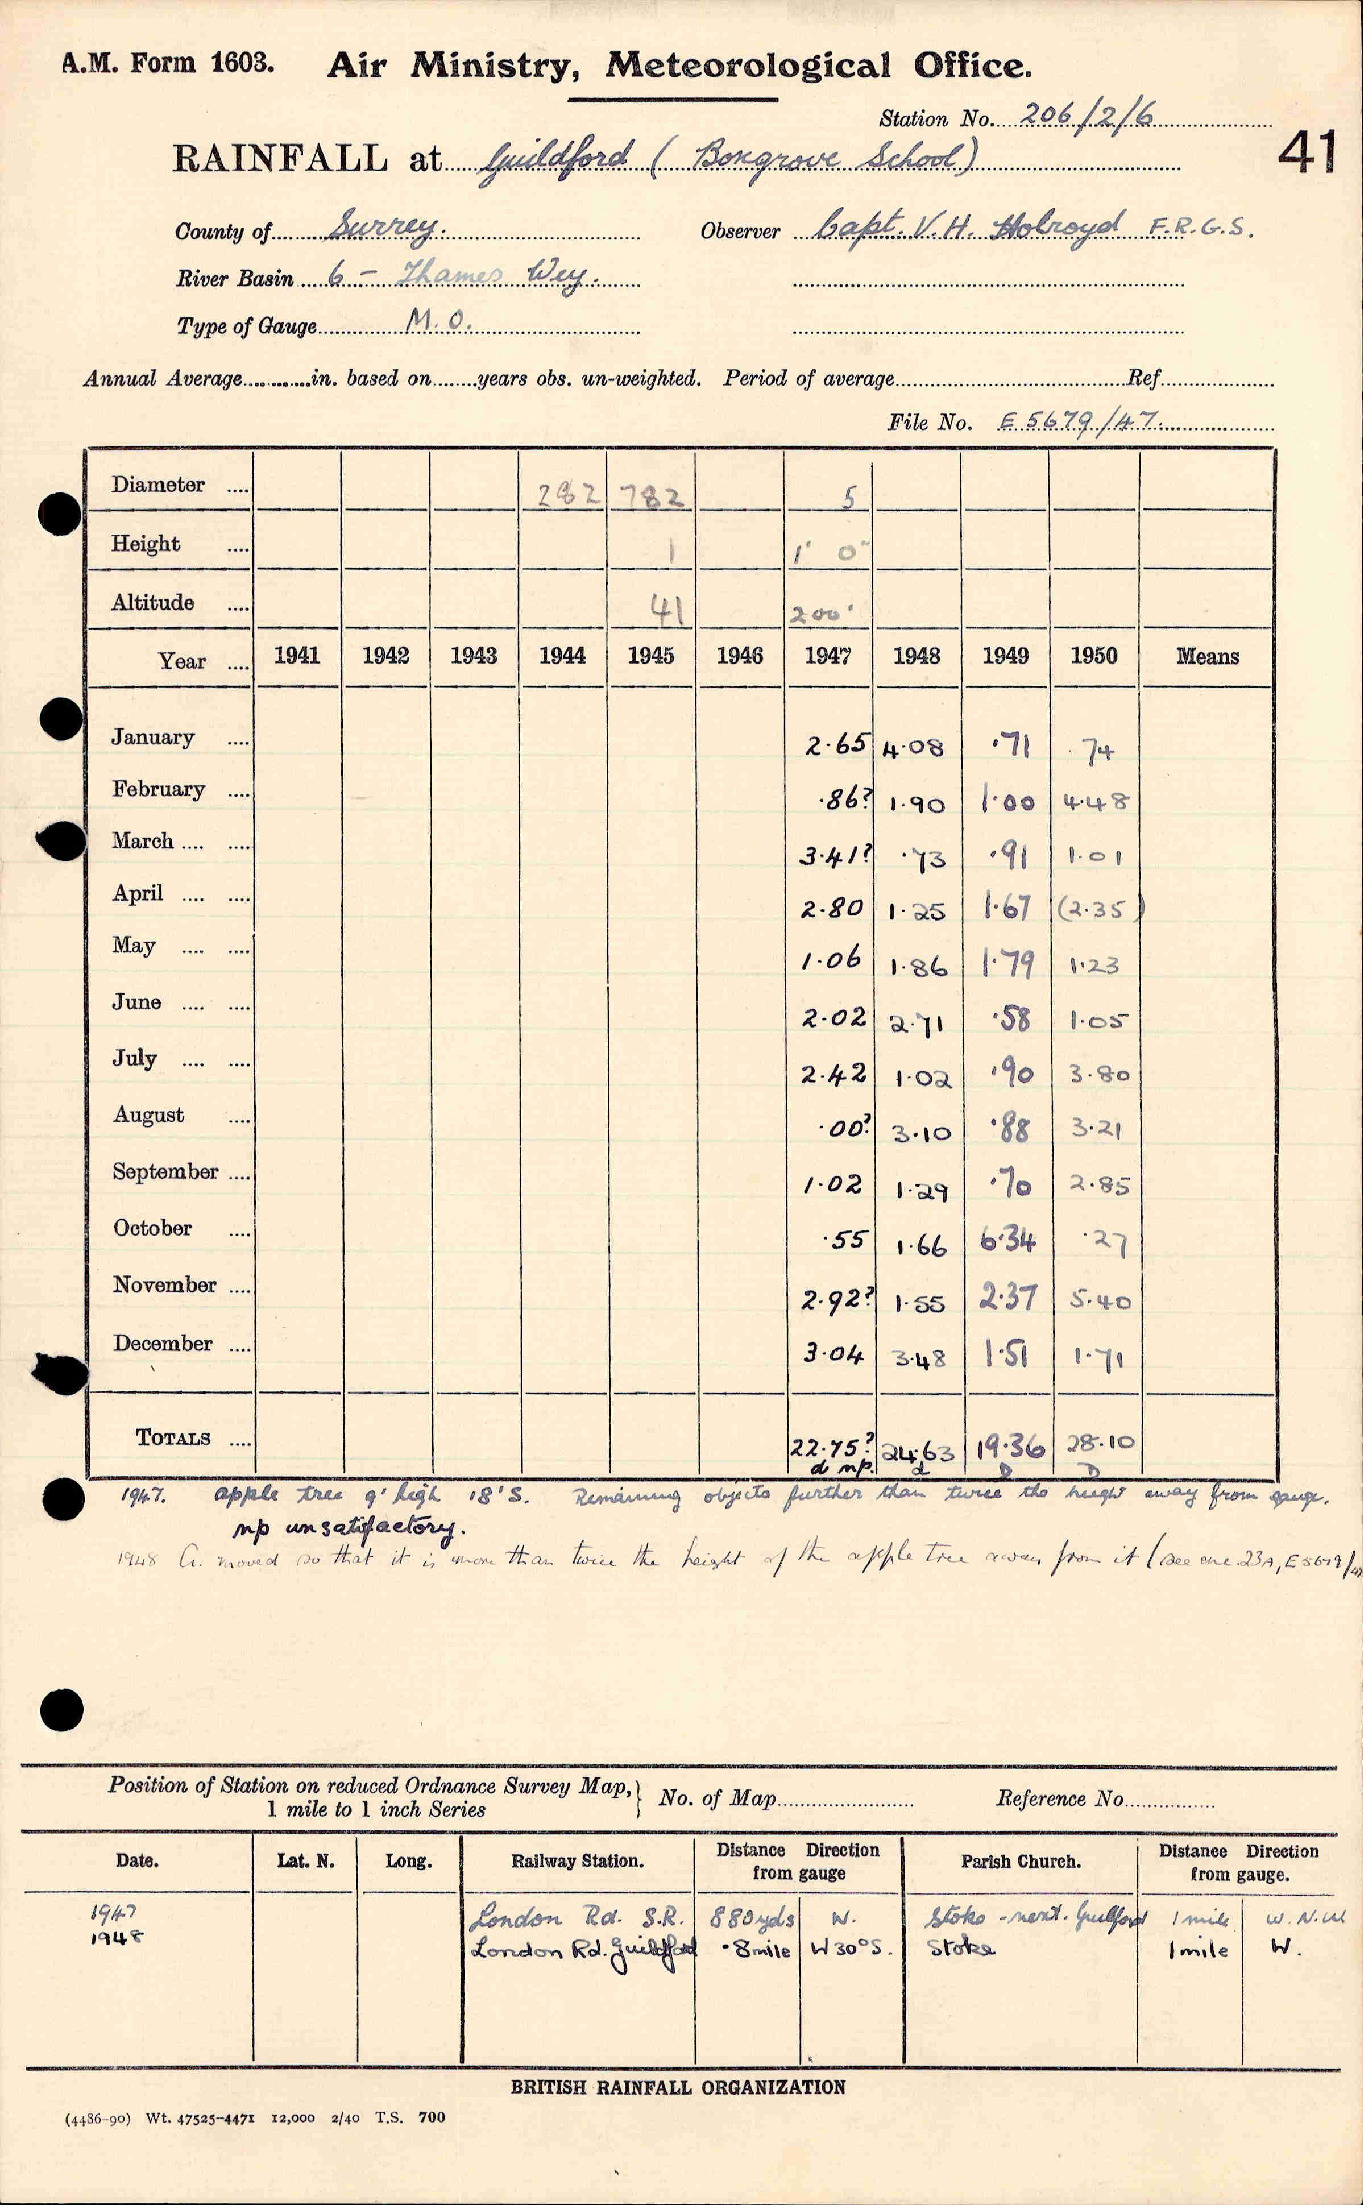 A.M. Form 1603. Air Ministry, Meteorological Office.
Station No. 206/2/6
41
RAINFALL at Guildford (Boxgrove School)
County of Surrey. Observer Capt. V.H. Holroyd F.R.G.S.
River Basin 6 - Thames Wey.
Type of Gauge M.O.
Annual Average in. based on years obs. un-weighted. Period of average Ref
File No. E 5679/47
Diameter 282 782 5
Height 1 1' 0"
Altitude 41 200'
Year 1941 1942 1943 1944 1945 1946 1947 1948 1949 1950 Means
January 2.65 4.08 .71 .74
February .86? 1.90 1.00 4.48
March 3.41? .73 .91 1.01
April 2.80 1.25 1.67 (2.35)
May 1.06 1.86 1.79 1.23
June 2.02 2.71 .58 1.05
July 2.42 1.02 .90 3.80
August .00? 3.10 .88 3.21
September 1.02 1.29 .70 2.85
October .55 1.66 6.34 .27
November 2.92? 1.55 2.37 5.40
December 3.04 3.48 1.51 1.71
TOTALS 22.75? 24.63 19.36 28.10
d np. d D D
1947. apple tree 9' high 18'S. Remaining objects further than twice the height away from gauge.
np unsatisfactory.
1948 G. moved so that it is more than twice the height of the apple tree away from it (see enc 23A, E5679/47
Position of Station on reduced Ordnance Survey Map, } No. of Map Reference No
1 mile to 1 inch Series
Date. Lat. N. Long. Railway Station. Distance Direction from gauge Parish Church. Distance Direction from gauge.
1947 London Rd. S.R. 880yds W. Stoke - next. Guilford 1 mile W.N.W
1948 London Rd. Guildford .8 mile W 30° S. Stoke 1 mile W.
BRITISH RAINFALL ORGANIZATION
(4486-90) Wt. 47525-4471 12,000 2/40 T.S. 700